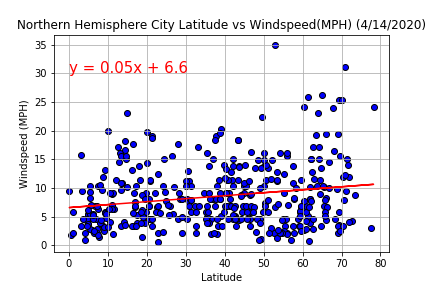 Northern Hemisphere City Latitude vs Windspeed(MPH) (4/14/2020)
35
y = 0.05x + 6.6
30
25
20
15
10
5
0
Windspeed (MPH)
0 10 20 30 40 50 60 70 80
Latitude